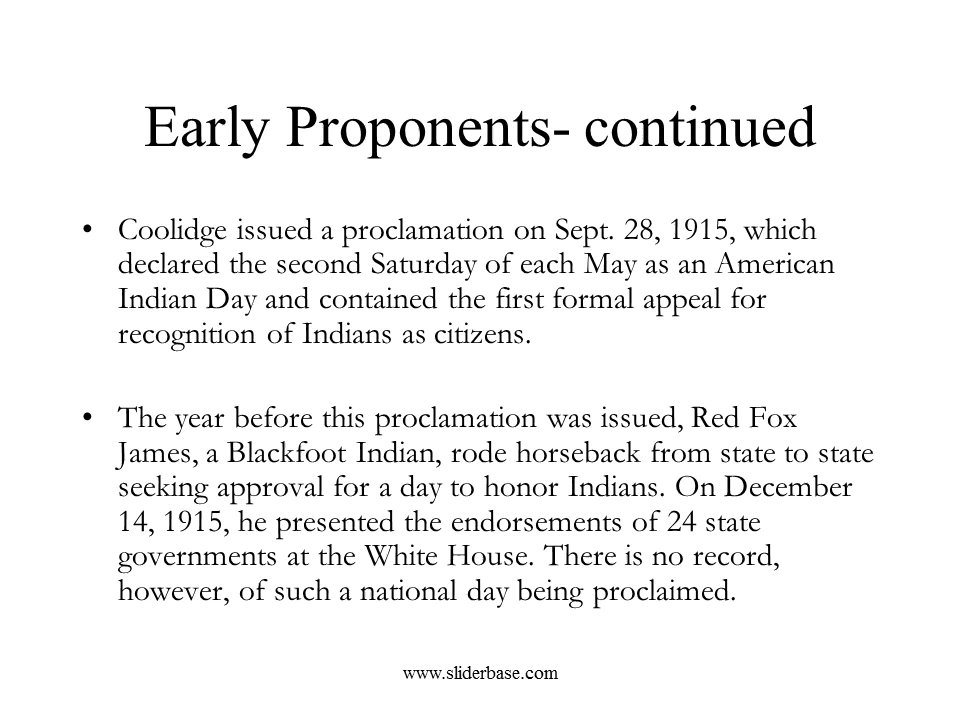 Early Proponents- continued
• Coolidge issued a proclamation on Sept. 28, 1915, which
declared the second Saturday of each May as an American
Indian Day and contained the first formal appeal for
recognition of Indians as citizens.
• The year before this proclamation was issued, Red Fox
James, a Blackfoot Indian, rode horseback from state to state
seeking approval for a day to honor Indians. On December
14, 1915, he presented the endorsements of 24 state
governments at the White House. There is no record,
however, of such a national day being proclaimed.
www.sliderbase.com